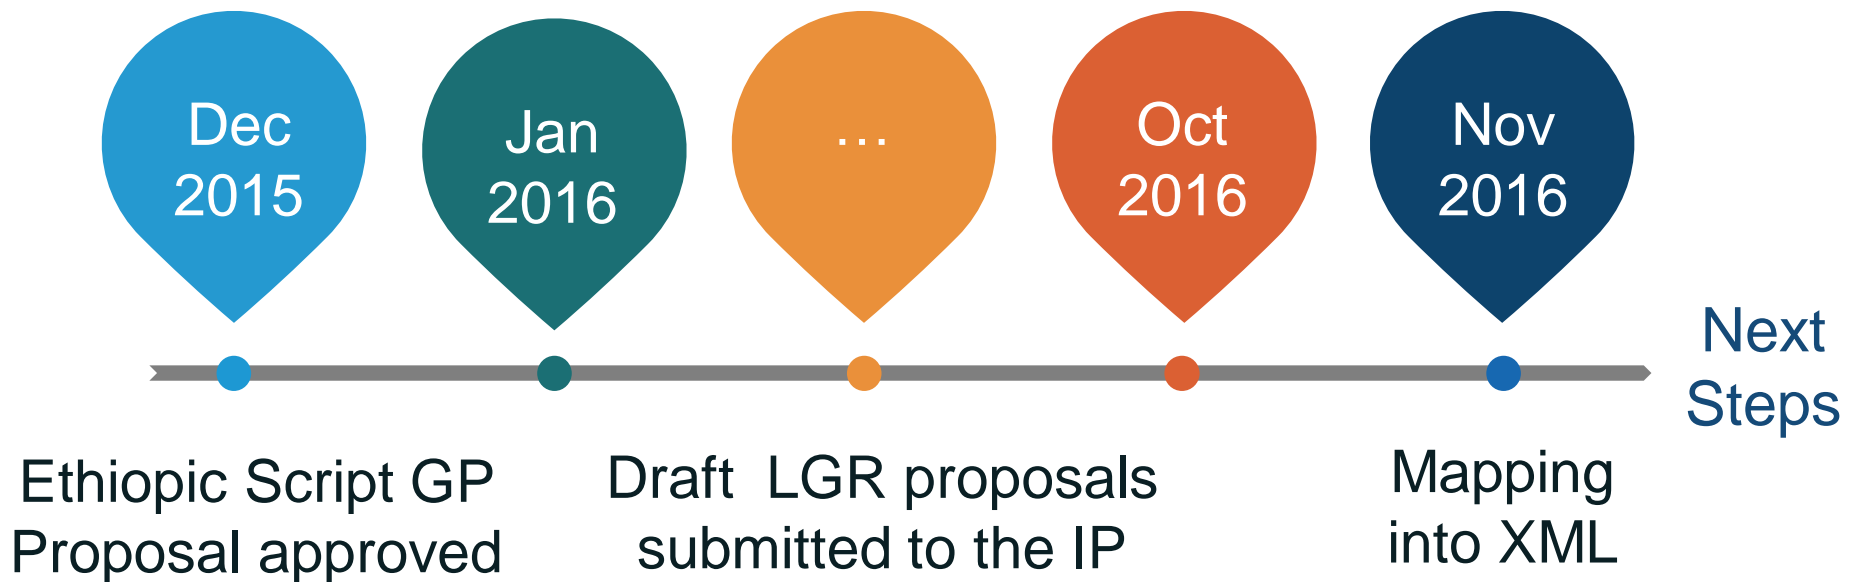 Dec
2015
Jan
2016
…
Oct
2016
Nov
2016
Next
Steps
Ethiopic Script GP
Proposal approved
Draft LGR proposals
submitted to the IP
Mapping
into XML